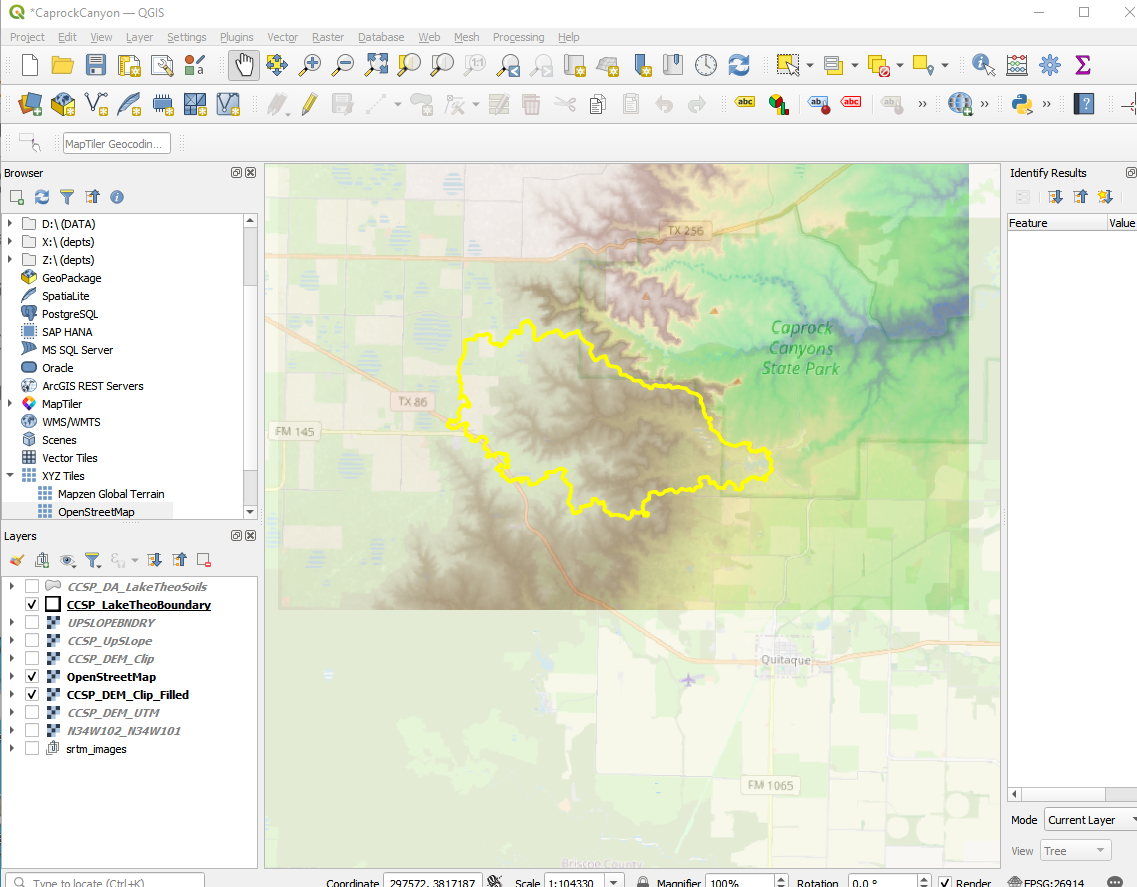 *CaprockCanyon — QGIS
Project Edit View Layer Settings Plugins Vector Raster Database Web Mesh Processing Help
MapTiler Geocodin...
Browser
D:\ (DATA)
X:\ (depts)
Z:\ (depts)
GeoPackage
SpatiaLite
PostgreSQL
SAP HANA
MS SQL Server
Oracle
ArcGIS REST Servers
MapTiler
WMS/WMTS
Scenes
Vector Tiles
XYZ Tiles
Mapzen Global Terrain
OpenStreetMap
Layers
CCSP_DA_LakeTheoSoils
CCSP_LakeTheoBoundary
UPSLOPEBNDRY
CCSP_UpSLope
CCSP_DEM_Clip
OpenStreetMap
CCSP_DEM_Clip_Filled
CCSP_DEM_UTM
N34W102_N34W101
srtm_images
TX 256
Caprock
Canyons
State Park
TX 86
FM 145
Quitaque
FM 1065
Briscoe County
Identify Results
Feature Value
Mode Current Layer
View Tree
Type to locate (Ctrl+K)
Coordinate 297572, 3817187 Scale 1:104330 Magnifier 100% Rotation 0.0 ° Render EPSG:26914